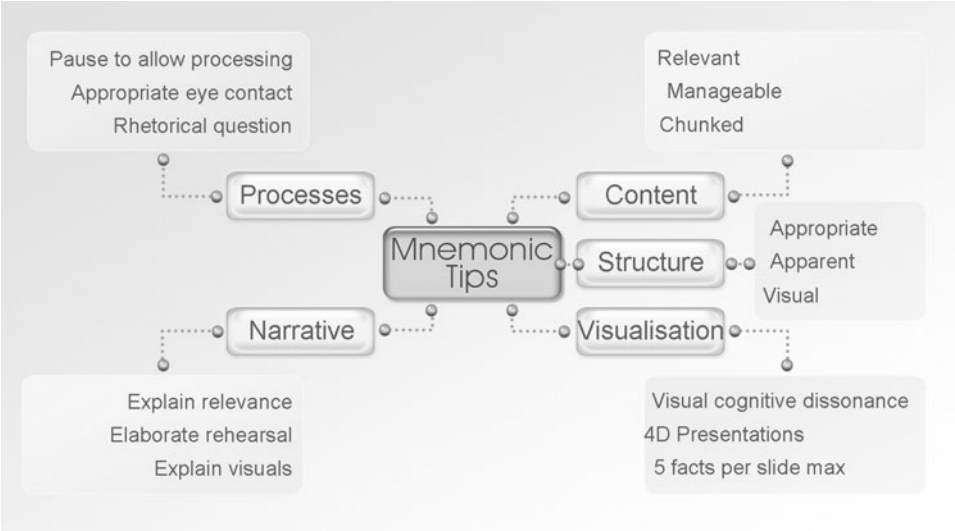 Pause to allow processing
Appropriate eye contact
Rhetorical question
Processes
Relevant
Manageable
Chunked
Content
Mnemonic
Tips
Structure
Appropriate
Apparent
Visual
Narrative
Explain relevance
Elaborate rehearsal
Explain visuals
Visualisation
Visual cognitive dissonance
4D Presentations
5 facts per slide max